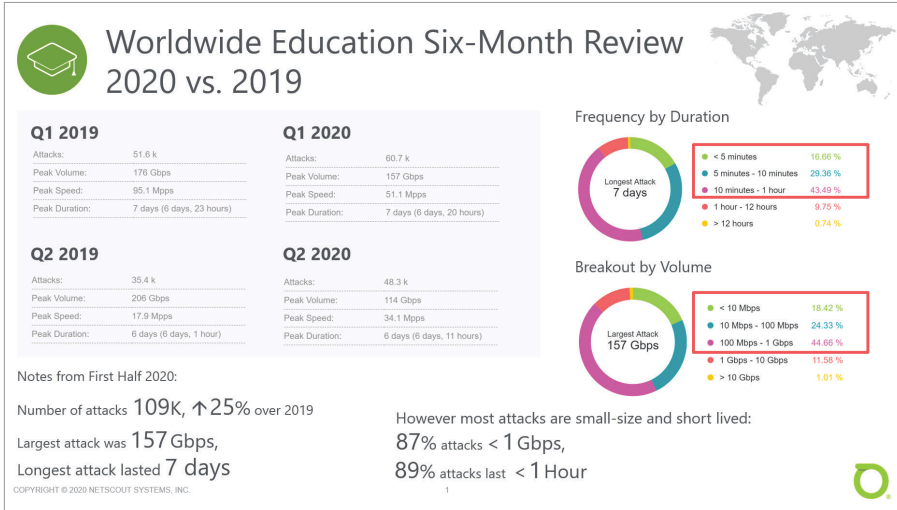 Worldwide Education Six-Month Review
2020 vs. 2019
Q1 2019
Attacks: 51.6 k
Peak Volume: 176 Gbps
Peak Speed: 95.1 Mpps
Peak Duration: 7 days (6 days, 23 hours)
Q1 2020
Attacks: 60.7 k
Peak Volume: 157 Gbps
Peak Speed: 51.1 Mpps
Peak Duration: 7 days (6 days, 20 hours)
Q2 2019
Attacks: 35.4 k
Peak Volume: 206 Gbps
Peak Speed: 17.9 Mpps
Peak Duration: 6 days (6 days, 1 hour)
Q2 2020
Attacks: 48.3 k
Peak Volume: 114 Gbps
Peak Speed: 34.1 Mpps
Peak Duration: 6 days (6 days, 11 hours)
Frequency by Duration
Longest Attack
7 days
< 5 minutes 16.66 %
5 minutes - 10 minutes 29.36 %
10 minutes - 1 hour 43.49 %
1 hour - 12 hours 9.75 %
> 12 hours 0.74 %
Breakout by Volume
Largest Attack
157 Gbps
< 10 Mbps 18.42 %
10 Mbps - 100 Mbps 24.33 %
100 Mbps - 1 Gbps 44.66 %
1 Gbps - 10 Gbps 11.58 %
> 10 Gbps 1.01 %
Notes from First Half 2020:
Number of attacks 109K, ↑25% over 2019
Largest attack was 157 Gbps,
Longest attack lasted 7 days
However most attacks are small-size and short lived:
87% attacks < 1 Gbps,
89% attacks last < 1 Hour
COPYRIGHT © 2020 NETSCOUT SYSTEMS, INC. 1